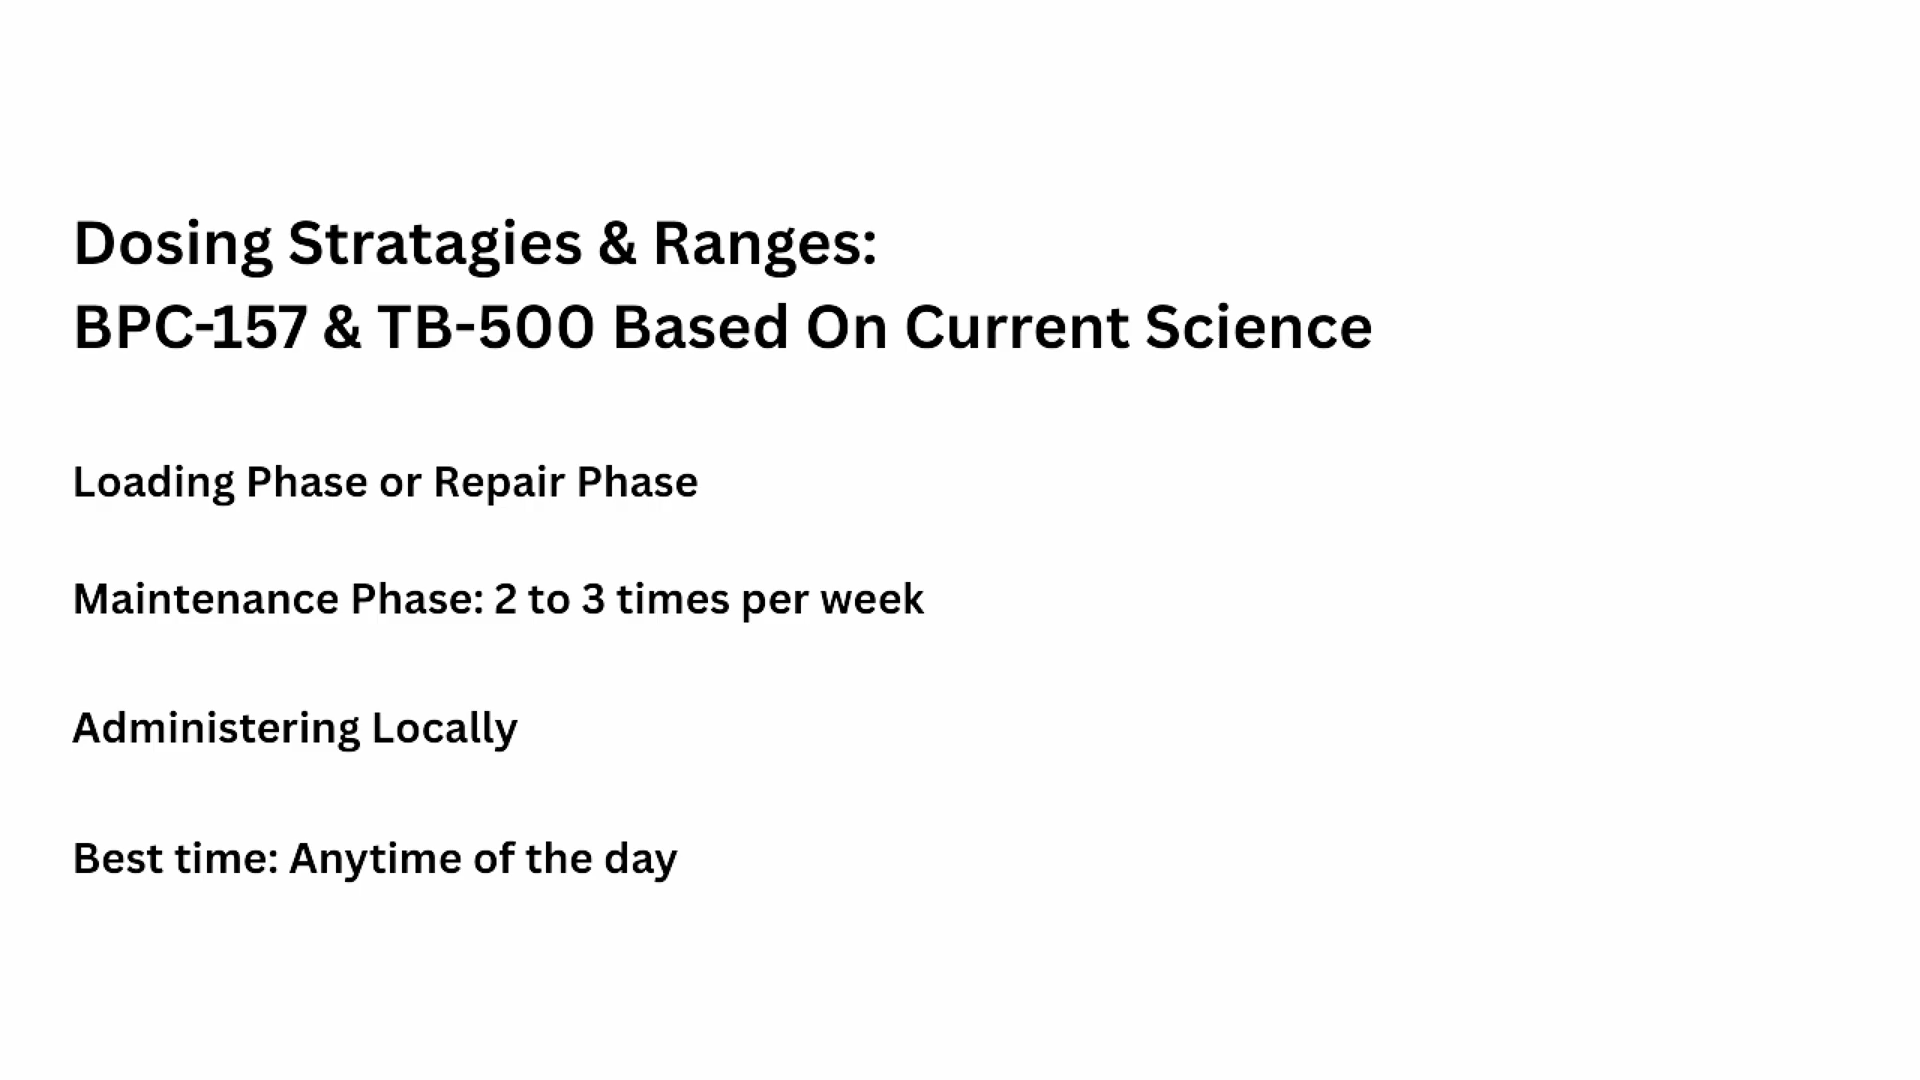 Dosing Stratagies & Ranges:
BPC-157 & TB-500 Based On Current Science
Loading Phase or Repair Phase
Maintenance Phase: 2 to 3 times per week
Administering Locally
Best time: Anytime of the day